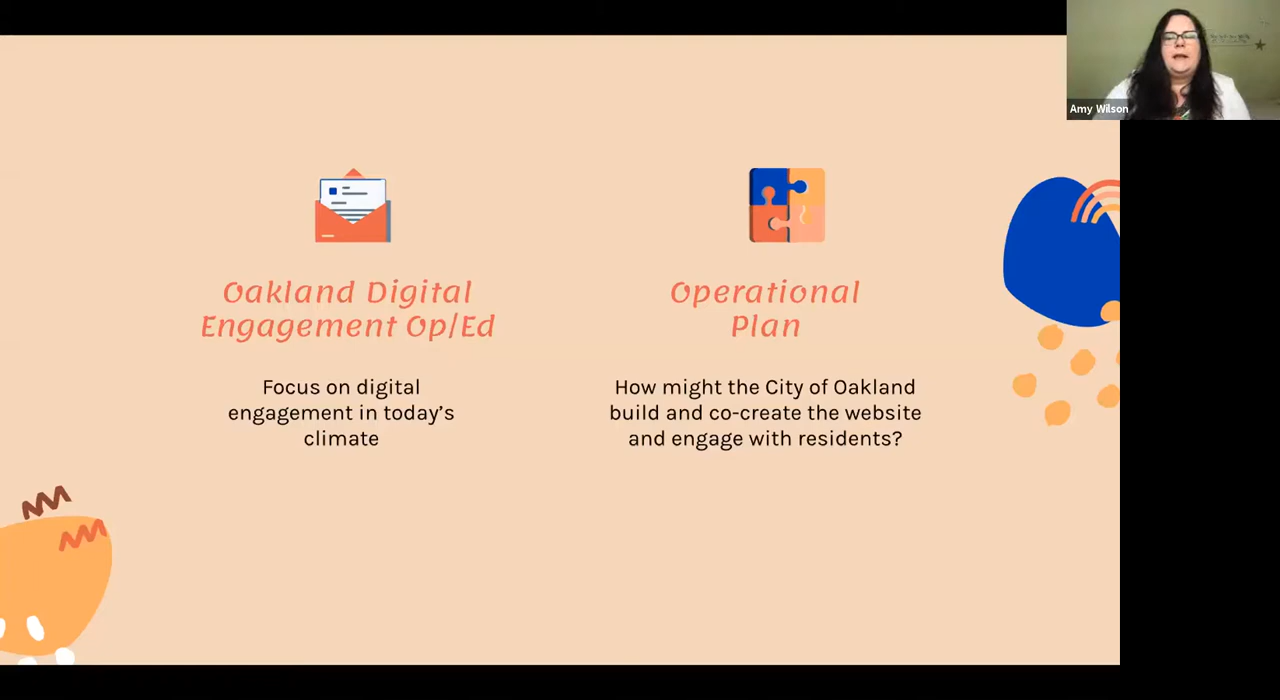 Amy Wilson
Oakland Digital
Engagement Op/Ed
Focus on digital
engagement in today's
climate
Operational
Plan
How might the City of Oakland
build and co-create the website
and engage with residents?